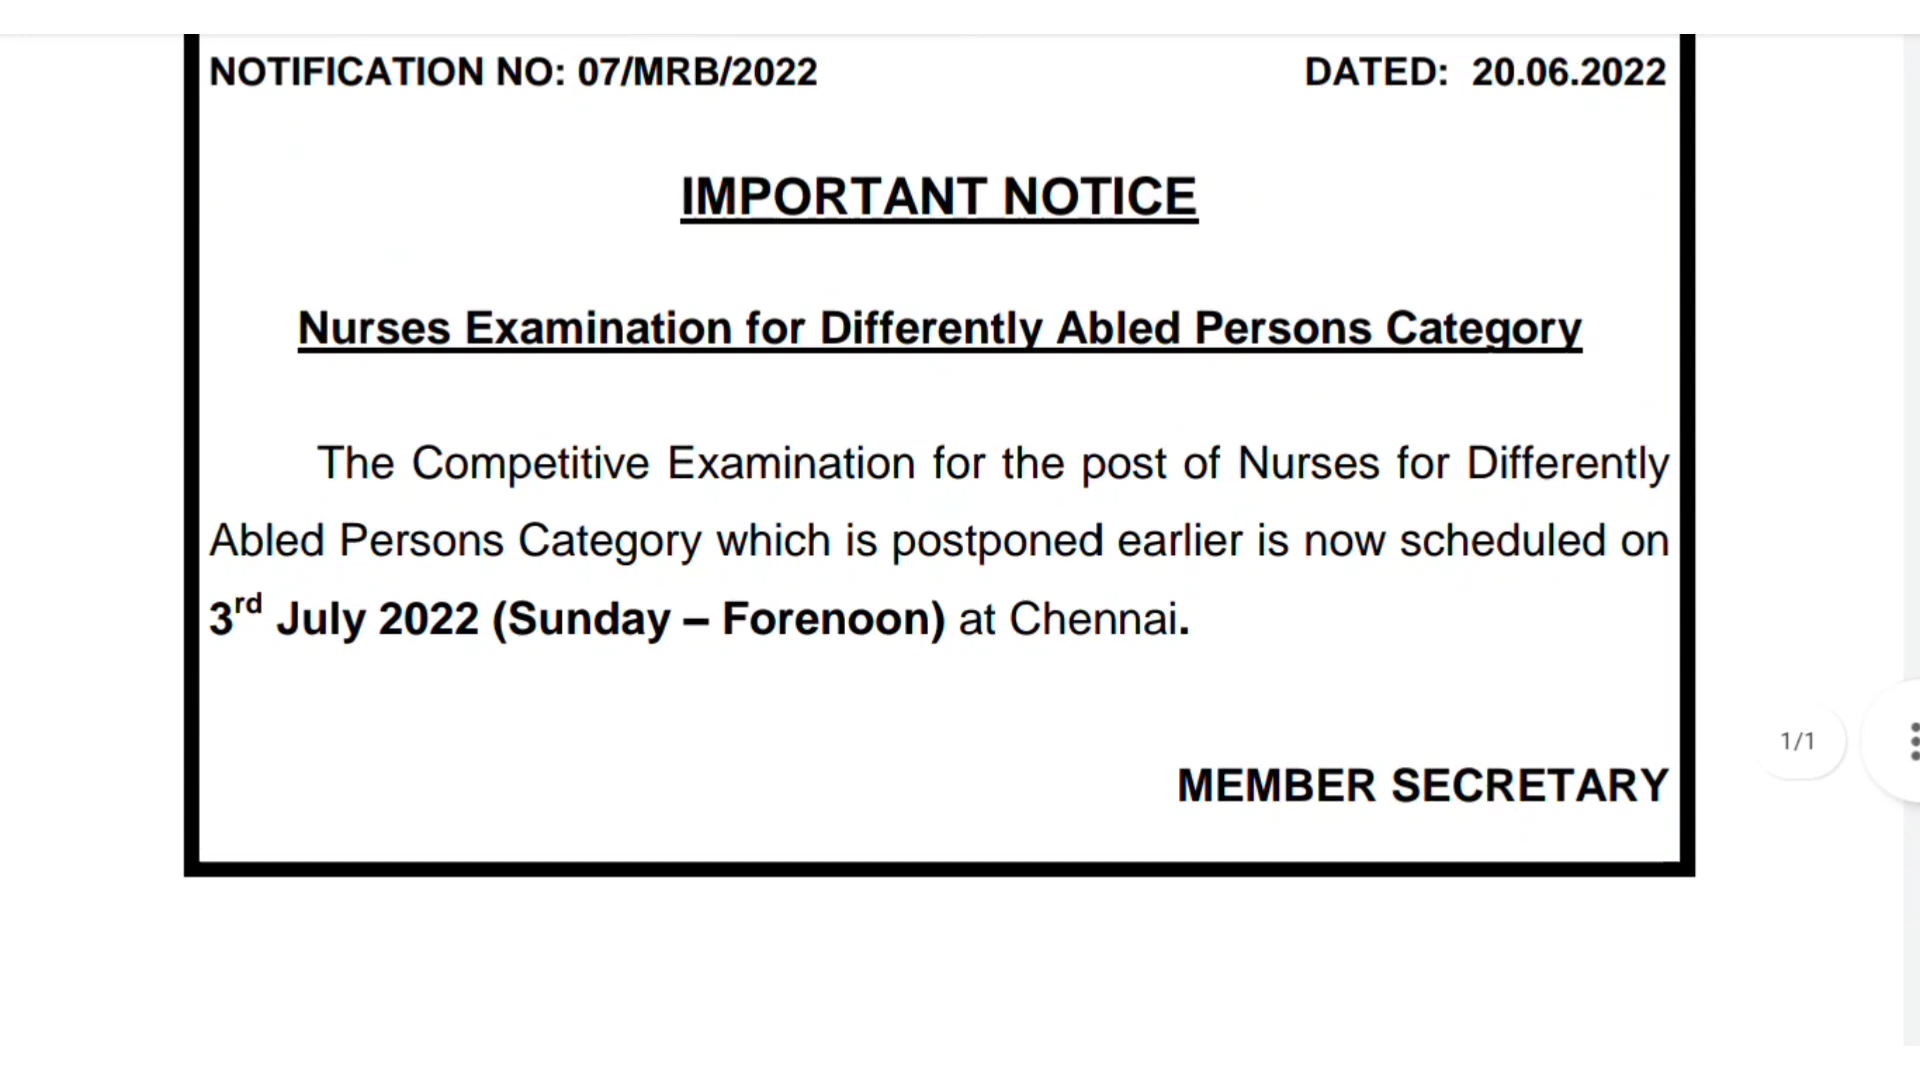 NOTIFICATION NO: 07/MRB/2022 DATED: 20.06.2022
IMPORTANT NOTICE
Nurses Examination for Differently Abled Persons Category
The Competitive Examination for the post of Nurses for Differently
Abled Persons Category which is postponed earlier is now scheduled on
3rd July 2022 (Sunday – Forenoon) at Chennai.
1/1
MEMBER SECRETARY